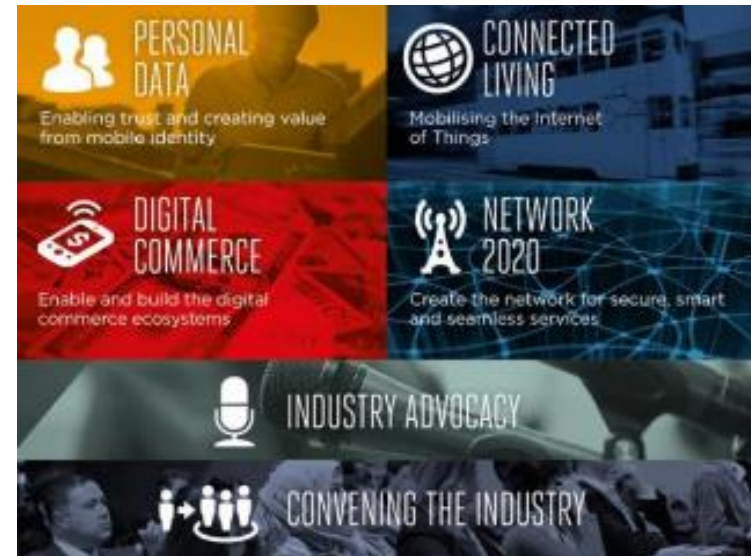 PERSONAL
DATA
Enabling trust and creating value
from mobile identity
CONNECTED
LIVING
Mobilising the Internet
of Things
DIGITAL
COMMERCE
Enable and build the digital
commerce ecosystems
NETWORK
2020
Create the network for secure, smart
and seamless services
INDUSTRY ADVOCACY
CONVENING THE INDUSTRY